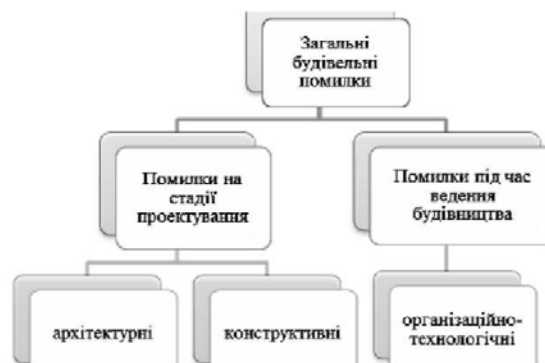 Загальні
будівельні
помилки
Помилки на
стадії
проектування
Помилки під час
ведення
будівництва
архітектурні
конструктивні
організаційно-
технологічні